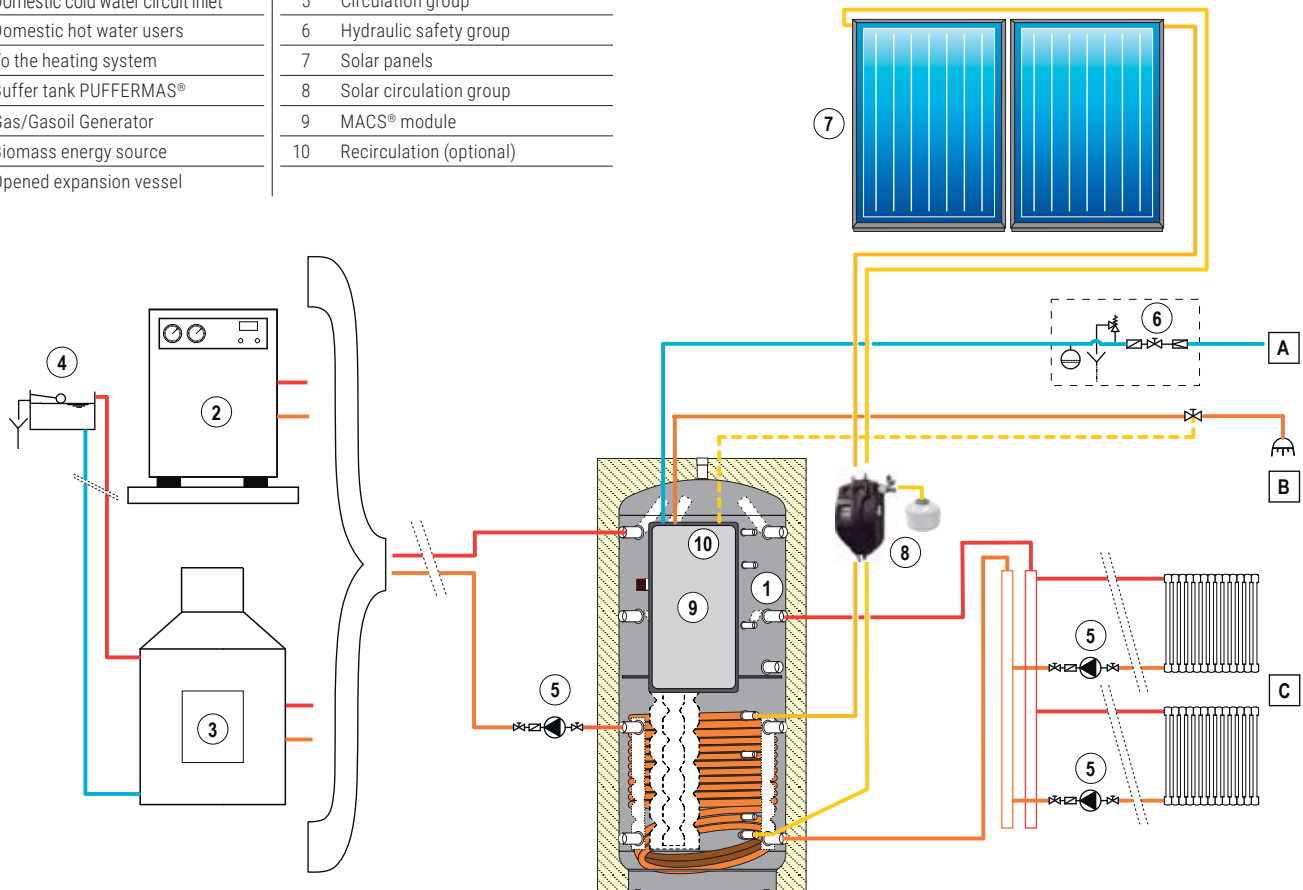 Domestic cold water circuit inlet
Domestic hot water users
To the heating system
Buffer tank PUFFERMAS®
Gas/Gasoil Generator
Biomass energy source
Opened expansion vessel
5 Circulation group
6 Hydraulic safety group
7 Solar panels
8 Solar circulation group
9 MACS® module
10 Recirculation (optional)
7
6
A
4
2
B
8
10
1
9
5
C
5
3
5